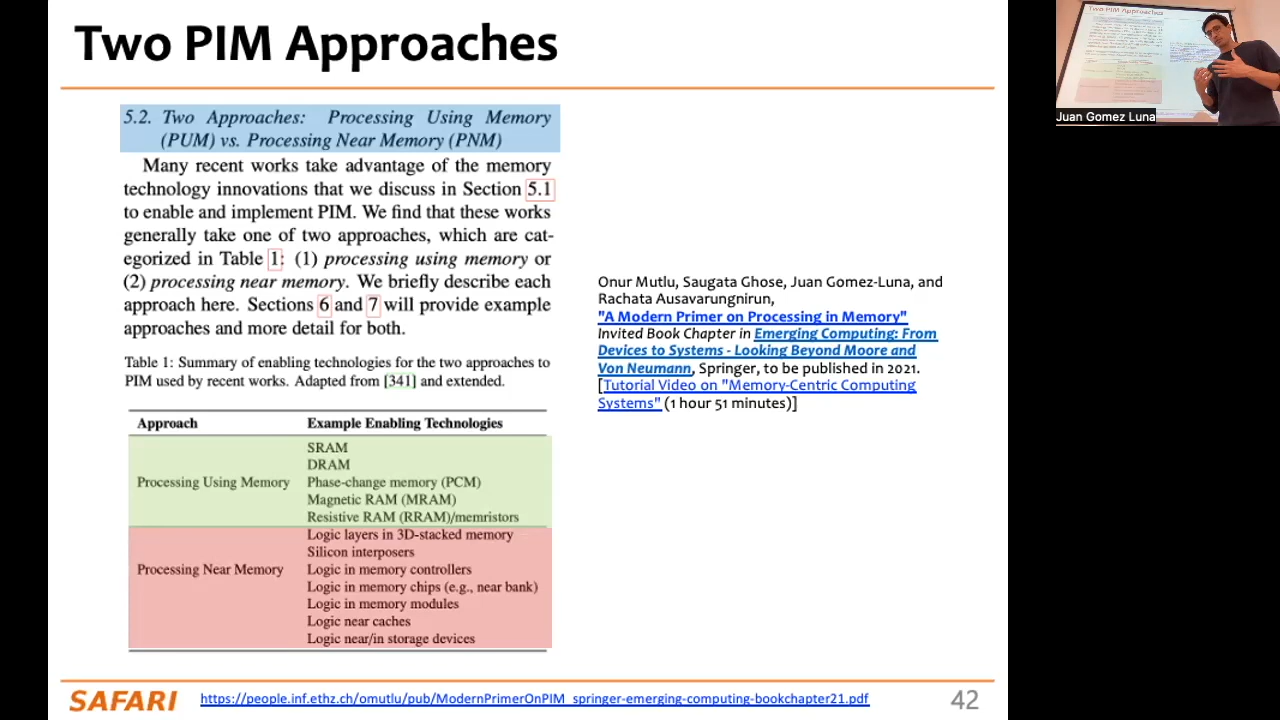 Two PIM Approaches
5.2. Two Approaches: Processing Using Memory
(PUM) vs. Processing Near Memory (PNM)
Many recent works take advantage of the memory
technology innovations that we discuss in Section 5.1
to enable and implement PIM. We find that these works
generally take one of two approaches, which are cat-
egorized in Table 1: (1) processing using memory or
(2) processing near memory. We briefly describe each
approach here. Sections 6 and 7 will provide example
approaches and more detail for both.
Table 1: Summary of enabling technologies for the two approaches to
PIM used by recent works. Adapted from [341] and extended.
Approach Example Enabling Technologies
SRAM
DRAM
Processing Using Memory Phase-change memory (PCM)
Magnetic RAM (MRAM)
Resistive RAM (RRAM)/memristors
Logic layers in 3D-stacked memory
Silicon interposers
Processing Near Memory Logic in memory controllers
Logic in memory chips (e.g., near bank)
Logic in memory modules
Logic near caches
Logic near/in storage devices
Onur Mutlu, Saugata Ghose, Juan Gomez-Luna, and
Rachata Ausavarungnirun,
"A Modern Primer on Processing in Memory"
Invited Book Chapter in Emerging Computing: From
Devices to Systems - Looking Beyond Moore and
Von Neumann, Springer, to be published in 2021.
[Tutorial Video on "Memory-Centric Computing
Systems" (1 hour 51 minutes)]
SAFARI
https://people.inf.ethz.ch/omutlu/pub/ModernPrimerOnPIM_springer-emerging-computing-bookchapter21.pdf
42
Two PIM Approaches
Juan Gomez Luna